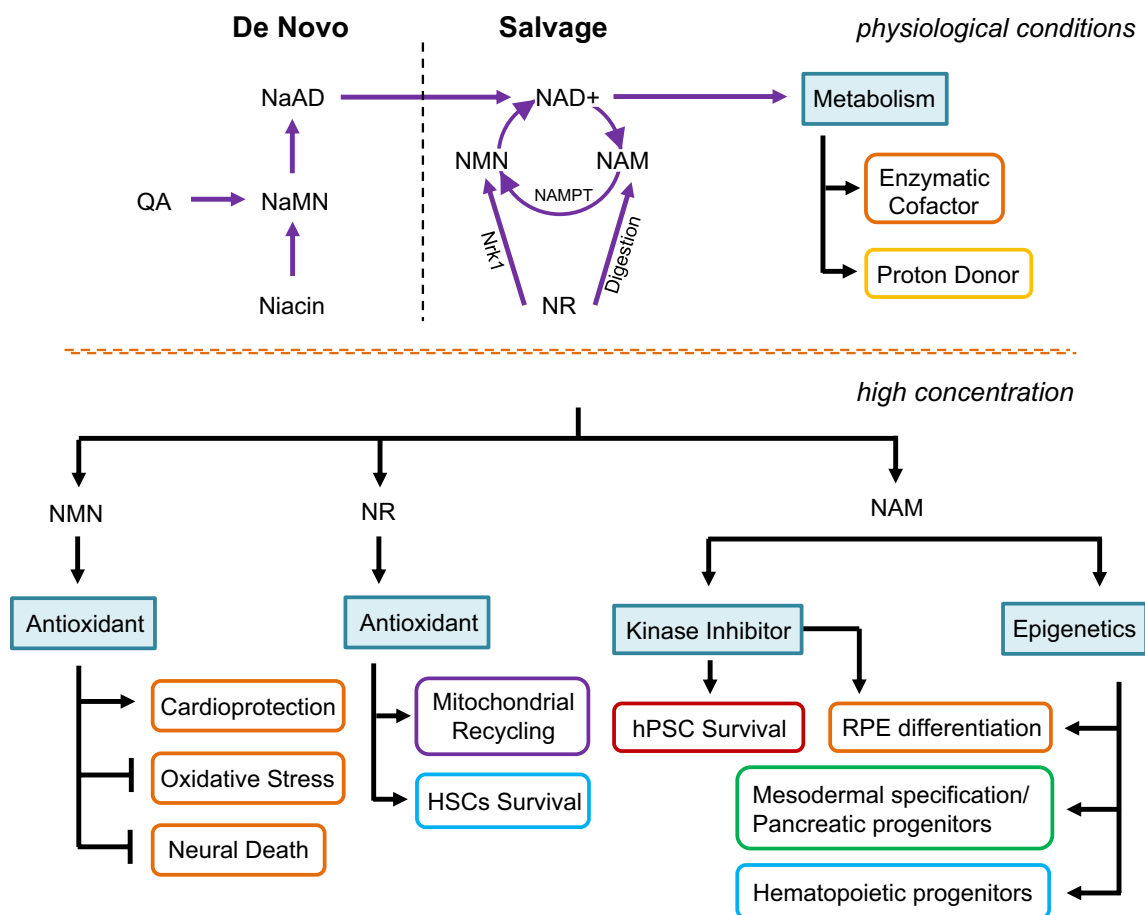 De Novo
Salvage
physiological conditions
NaAD
NAD+
Metabolism
NMN
NAM
NAMPT
QA
NaMN
Enzymatic
Cofactor
Nrk1
Digestion
Proton Donor
Niacin
NR
high concentration
NMN
NR
NAM
Antioxidant
Antioxidant
Kinase Inhibitor
Epigenetics
Cardioprotection
Mitochondrial
Recycling
hPSC Survival
RPE differentiation
Oxidative Stress
HSCs Survival
Mesodermal specification/
Pancreatic progenitors
Neural Death
Hematopoietic progenitors